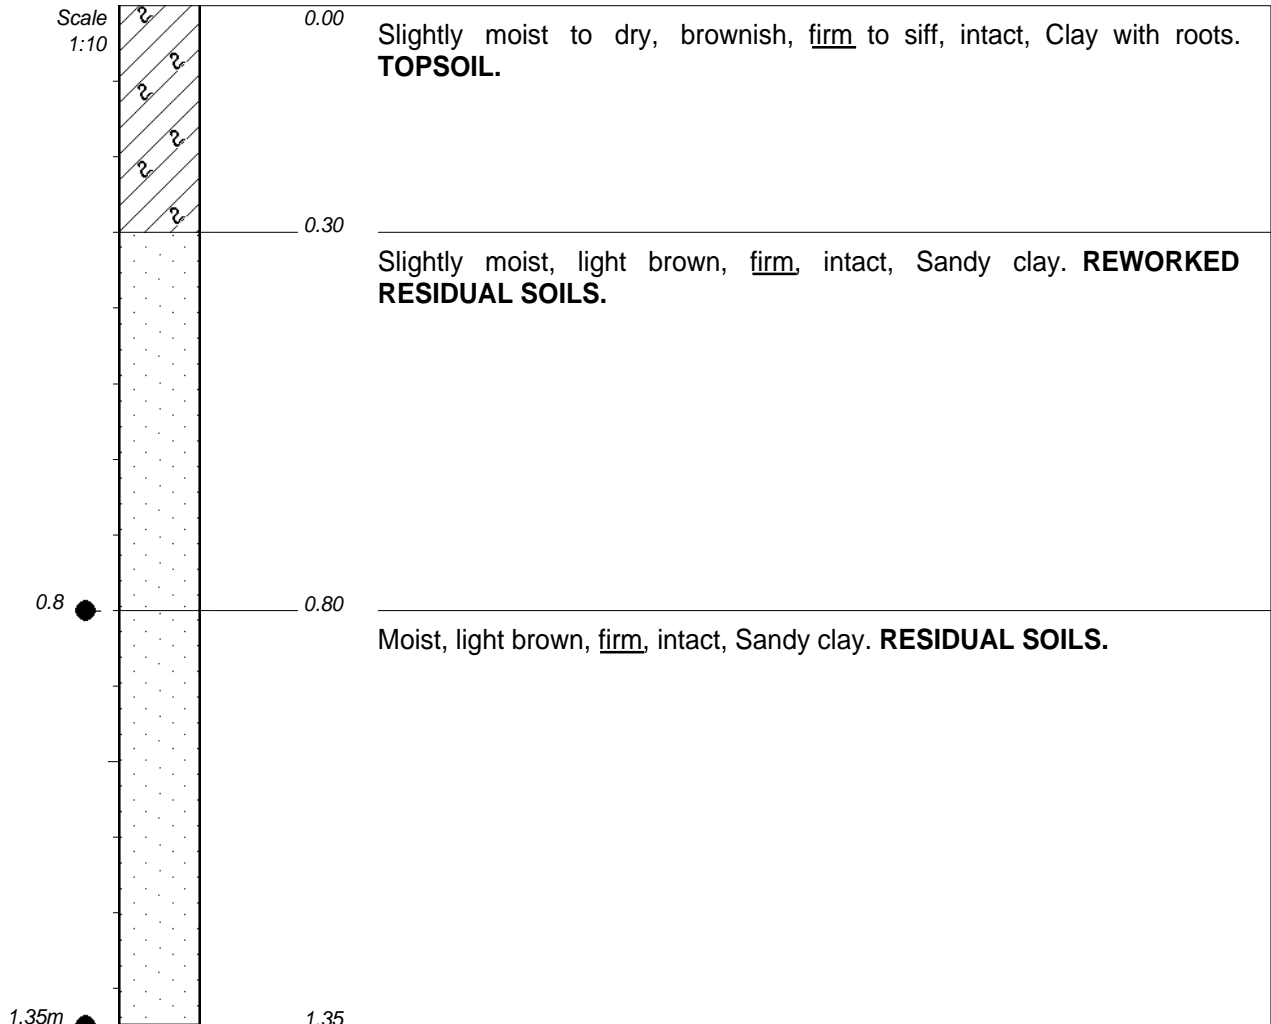 Scale
1:10
0.00
Slightly moist to dry, brownish, firm to siff, intact, Clay with roots.
TOPSOIL.
0.30
Slightly moist, light brown, firm, intact, Sandy clay. REWORKED
RESIDUAL SOILS.
0.8
0.80
Moist, light brown, firm, intact, Sandy clay. RESIDUAL SOILS.
1.35m
1.35